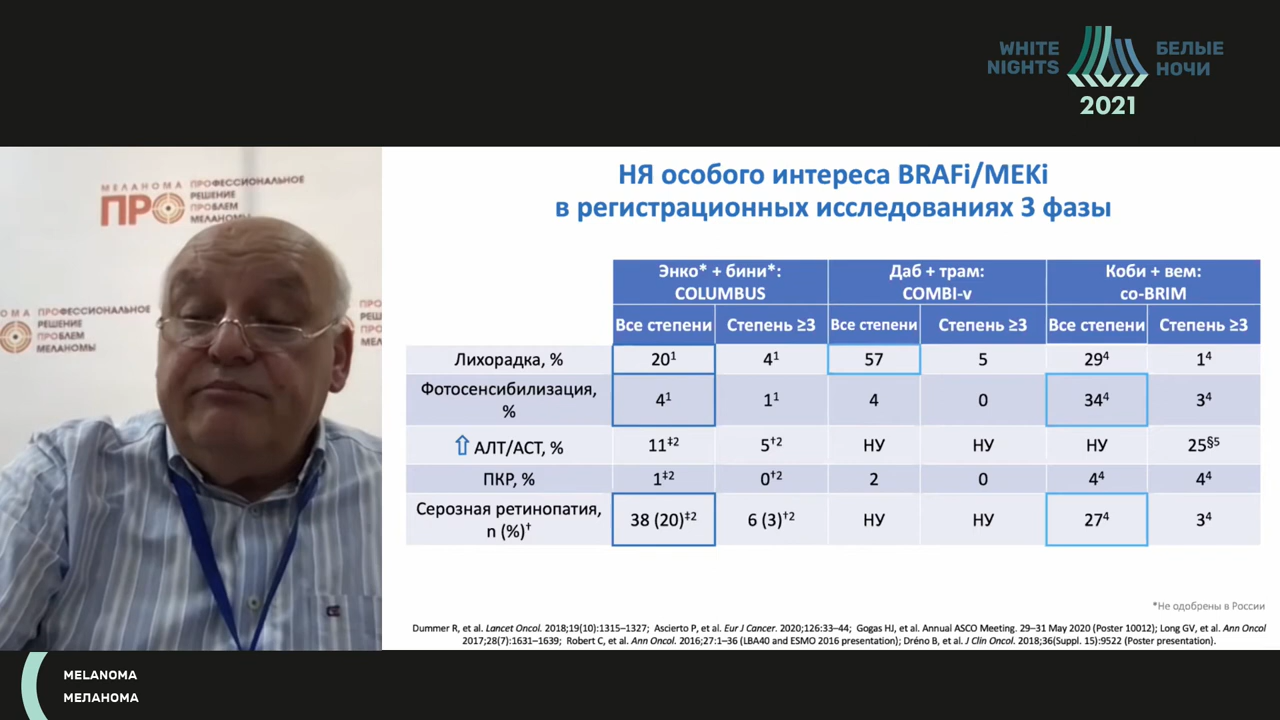 WHITE NIGHTS
БЕЛЫЕ НОЧИ
2021
МЕЛАНОМА ПРОФЕССИОНАЛЬНОЕ
ПРО РЕШЕНИЕ
ПРОБЛЕМ
МЕЛАНОМЫ
ПРОФЕССИОНАЛЬНОЕ
РЕШЕНИЕ
ПРОБЛЕМ
МЕЛАНОМЫ
НЯ особого интереса BRAFi/MEKi
в регистрационных исследованиях 3 фазы
Энко* + бини*: Даб + трам: Коби + вем:
COLUMBUS COMBI-v co-BRIM
Все степени Степень ≥3 Все степени Степень ≥3 Все степени Степень ≥3
Лихорадка, % 20¹ 4¹ 57 5 29⁴ 1⁴
Фотосенсибилизация, % 4¹ 1¹ 4 0 34⁴ 3⁴
⇧ АЛТ/АСТ, % 11‡² 5†² НУ НУ НУ 25§⁵
ПКР, % 1‡² 0†² 2 0 4⁴ 4⁴
Серозная ретинопатия, n (%)† 38 (20)‡² 6 (3)†² НУ НУ 27⁴ 3⁴
*Не одобрены в России
Dummer R, et al. Lancet Oncol. 2018;19(10):1315–1327; Ascierto P, et al. Eur J Cancer. 2020;126:33–44; Gogas HJ, et al. Annual ASCO Meeting. 29–31 May 2020 (Poster 10012); Long GV, et al. Ann Oncol
2017;28(7):1631–1639; Robert C, et al. Ann Oncol. 2016;27:1–36 (LBA40 and ESMO 2016 presentation); Dréno B, et al. J Clin Oncol. 2018;36(Suppl. 15):9522 (Poster presentation).
MELANOMA
МЕЛАНОМА